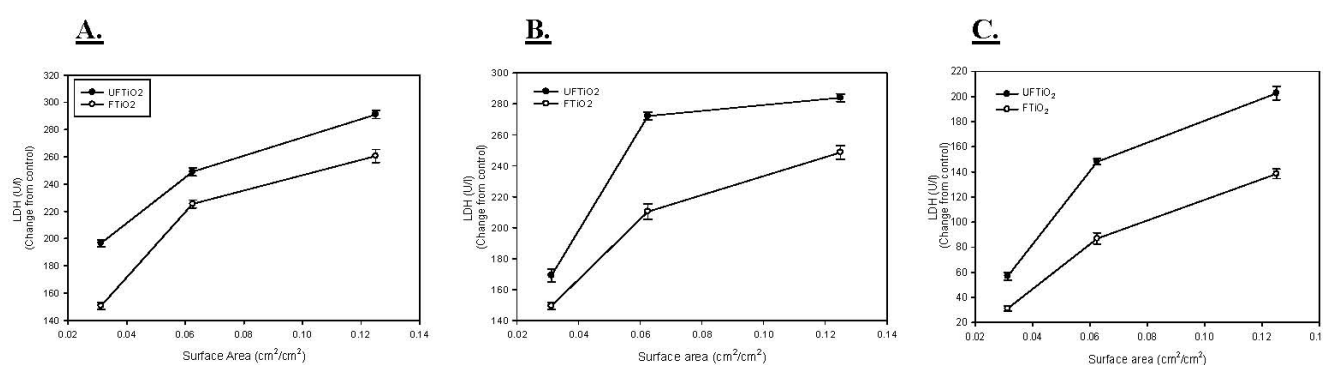 A.
320
300
280
260
240
220
200
180
160
140
LDH (U/l)
(Change from control)
UFTiO2
FTiO2
0.02 0.04 0.06 0.08 0.10 0.12 0.14
Surface Area (cm²/cm²)
B.
300
280
260
240
220
200
180
160
140
LDH (U/l)
(Change from control)
UFTiO2
FTiO2
0.02 0.04 0.06 0.08 0.10 0.12 0.14
Surface area (cm²/cm²)
C.
220
200
180
160
140
120
100
80
60
40
20
LDH (U/l)
(Change from control)
UFTiO₂
FTiO₂
0.02 0.04 0.06 0.08 0.10 0.12
Surface area (cm²/cm²)